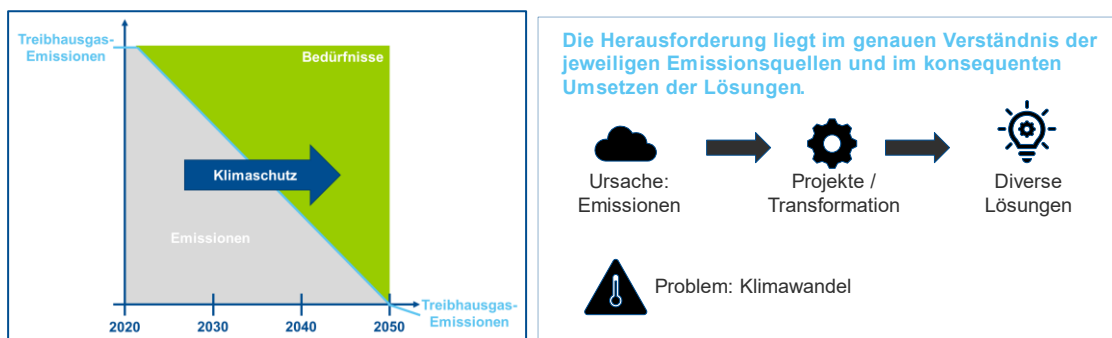 Treibhausgas-
Emissionen
Bedürfnisse
Klimaschutz
Emissionen
Treibhausgas-
Emissionen
2020
2030
2040
2050
Die Herausforderung liegt im genauen Verständnis der
jeweiligen Emissionsquellen und im konsequenten
Umsetzen der Lösungen.
Ursache:
Emissionen
Projekte /
Transformation
Diverse
Lösungen
Problem: Klimawandel